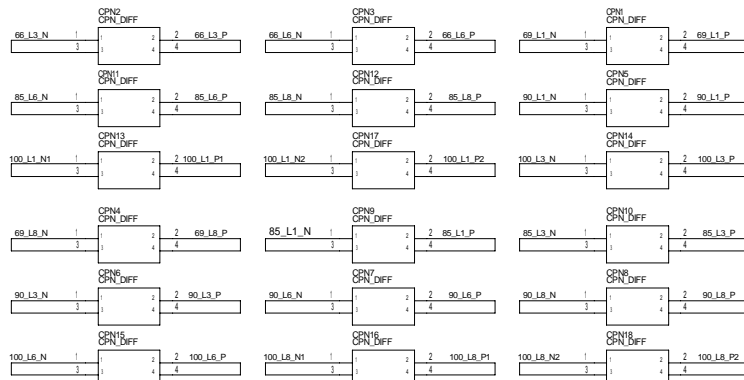 CPN2
CPN_DIFF
66_L3_N 1 1 2 2 66_L3_P
3 3 4 4
CPN3
CPN_DIFF
66_L6_N 1 1 2 2 66_L6_P
3 3 4 4
CPN1
CPN_DIFF
69_L1_N 1 1 2 2 69_L1_P
3 3 4 4
CPN11
CPN_DIFF
85_L6_N 1 1 2 2 85_L6_P
3 3 4 4
CPN12
CPN_DIFF
85_L8_N 1 1 2 2 85_L8_P
3 3 4 4
CPN5
CPN_DIFF
90_L1_N 1 1 2 2 90_L1_P
3 3 4 4
CPN13
CPN_DIFF
100_L1_N1 1 1 2 2 100_L1_P1
3 3 4 4
CPN17
CPN_DIFF
100_L1_N2 1 1 2 2 100_L1_P2
3 3 4 4
CPN14
CPN_DIFF
100_L3_N 1 1 2 2 100_L3_P
3 3 4 4
CPN4
CPN_DIFF
69_L8_N 1 1 2 2 69_L8_P
3 3 4 4
CPN9
CPN_DIFF
85_L1_N 1 1 2 2 85_L1_P
3 3 4 4
CPN10
CPN_DIFF
85_L3_N 1 1 2 2 85_L3_P
3 3 4 4
CPN6
CPN_DIFF
90_L3_N 1 1 2 2 90_L3_P
3 3 4 4
CPN7
CPN_DIFF
90_L6_N 1 1 2 2 90_L6_P
3 3 4 4
CPN8
CPN_DIFF
90_L8_N 1 1 2 2 90_L8_P
3 3 4 4
CPN15
CPN_DIFF
100_L6_N 1 1 2 2 100_L6_P
3 3 4 4
CPN16
CPN_DIFF
100_L8_N1 1 1 2 2 100_L8_P1
3 3 4 4
CPN18
CPN_DIFF
100_L8_N2 1 1 2 2 100_L8_P2
3 3 4 4